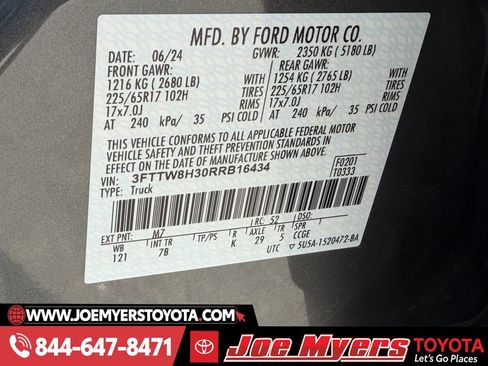 MFD. BY FORD MOTOR CO.
DATE: 06/24 GVWR: 2350 KG ( 5180 LB)
FRONT GAWR: REAR GAWR:
1216 KG ( 2680 LB) 1254 KG ( 2765 LB)
225/65R17 102H TIRES 225/65R17 102H TIRES
17x7.0J RIMS 17x7.0J RIMS
AT 240 kPa/ 35 PSI COLD AT 240 kPa/ 35 PSI COLD
THIS VEHICLE CONFORMS TO ALL APPLICABLE FEDERAL MOTOR
VEHICLE SAFETY AND BUMPER STANDARDS IN EFFECT ON THE
DATE OF MANUFACTURE SHOWN ABOVE.
VIN: 3FTTW8H30RRB16434 F0201
TYPE: Truck T0333
EXT PNT: M7 RC: 52 DSO:
WB INT TR TP/PS R AXLE TR SPR
121 7B K 29 5 CCGE
UTC 5U5A-1520472-BA
WWW.JOEMYERSTOYOTA.COM
844-647-8471
Joe Myers TOYOTA
Let's Go Places